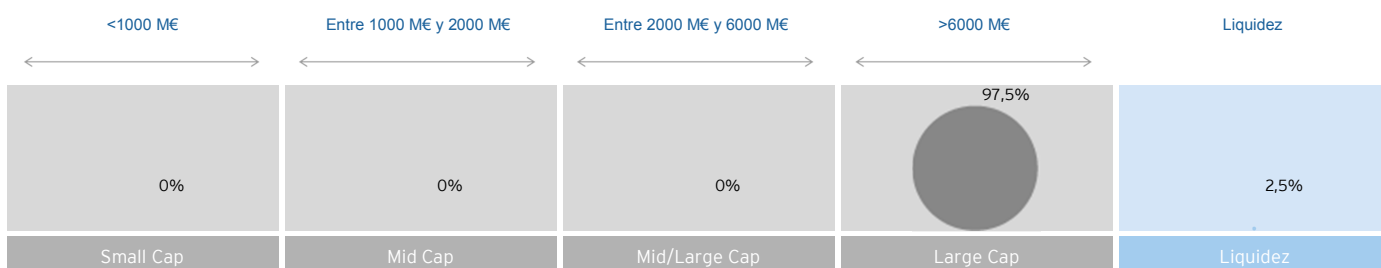 <1000 M€
Entre 1000 M€ y 2000 M€
Entre 2000 M€ y 6000 M€
>6000 M€
Liquidez
97,5%
0%
0%
0%
2,5%
Small Cap
Mid Cap
Mid/Large Cap
Large Cap
Liquidez